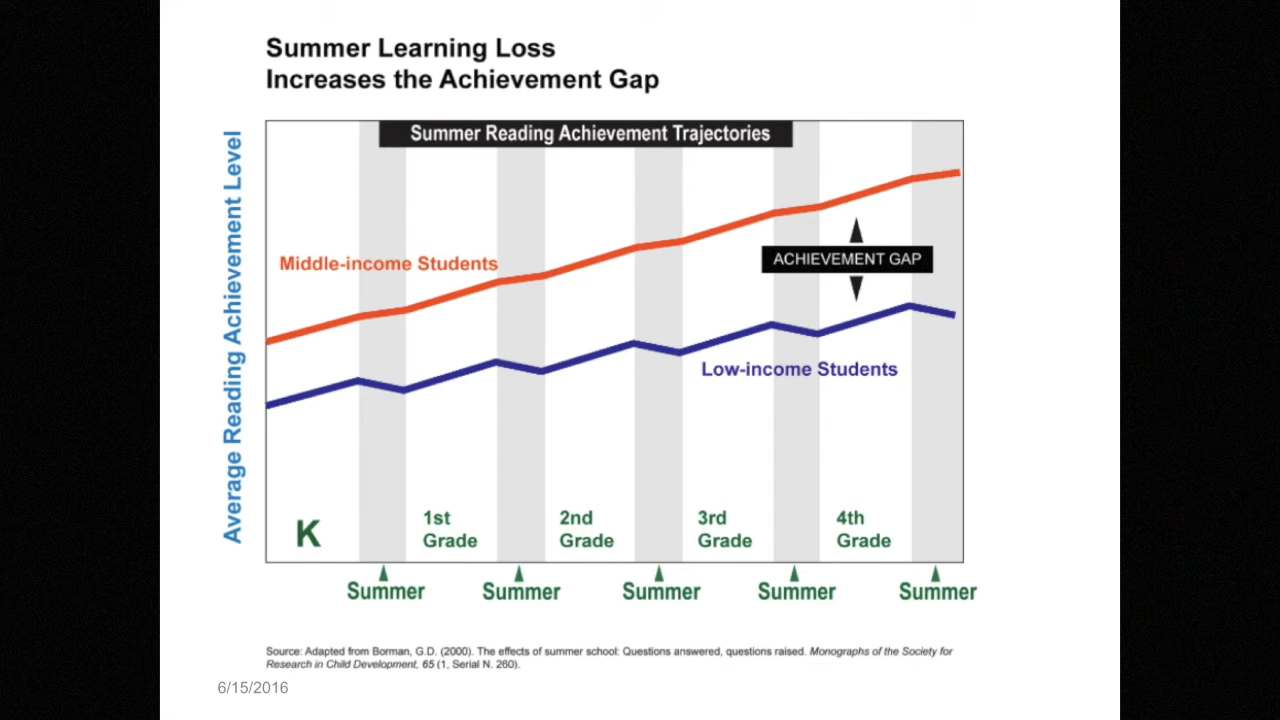 Summer Learning Loss
Increases the Achievement Gap
Summer Reading Achievement Trajectories
Average Reading Achievement Level
Middle-income Students
ACHIEVEMENT GAP
Low-income Students
K
1st
Grade
2nd
Grade
3rd
Grade
4th
Grade
Summer
Summer
Summer
Summer
Summer
Source: Adapted from Borman, G.D. (2000). The effects of summer school: Questions answered, questions raised. Monographs of the Society for
Research in Child Development, 65 (1, Serial N. 260).
6/15/2016